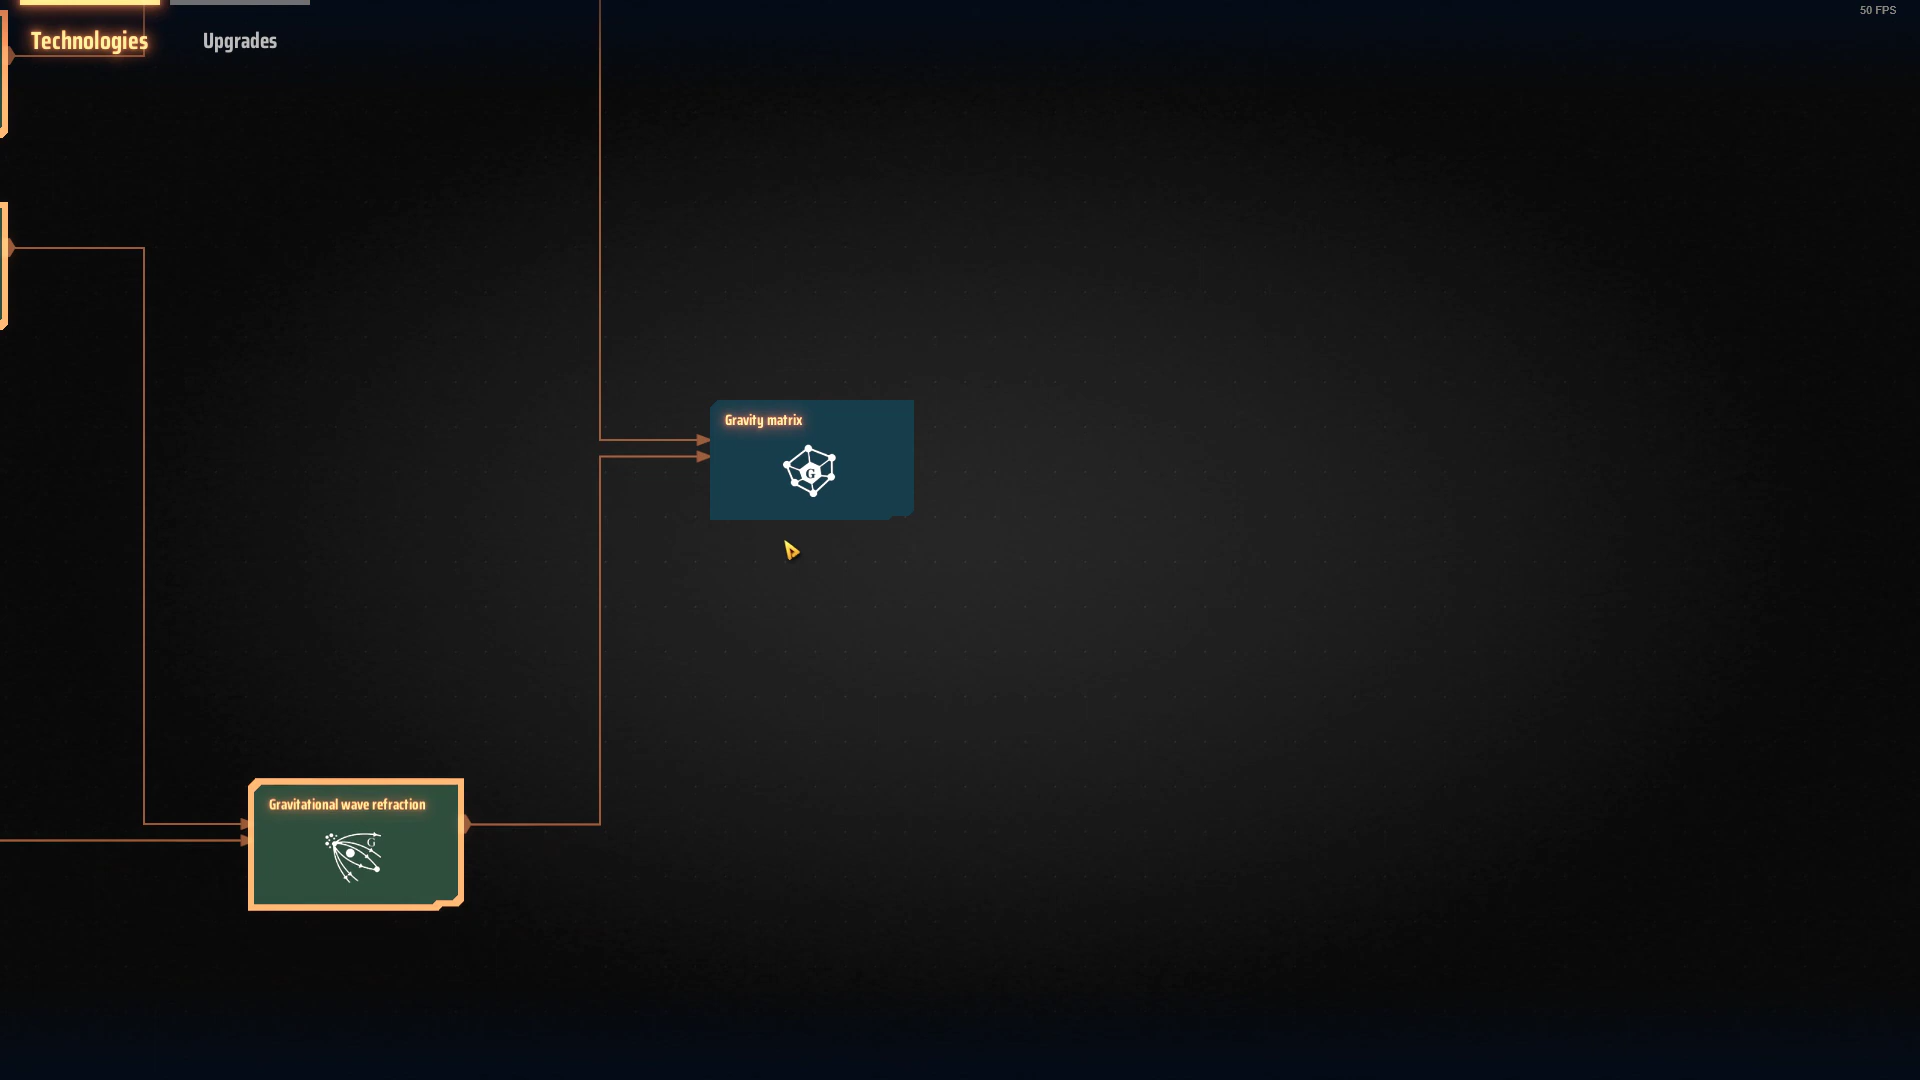 50 FPS
Technologies
Upgrades
Gravity matrix
G
Gravitational wave refraction
G